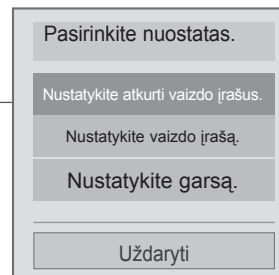 Pasirinkite nuostatas.
Nustatykite atkurti vaizdo įrašus.
Nustatykite vaizdo įrašą.
Nustatykite garsą.
Uždaryti